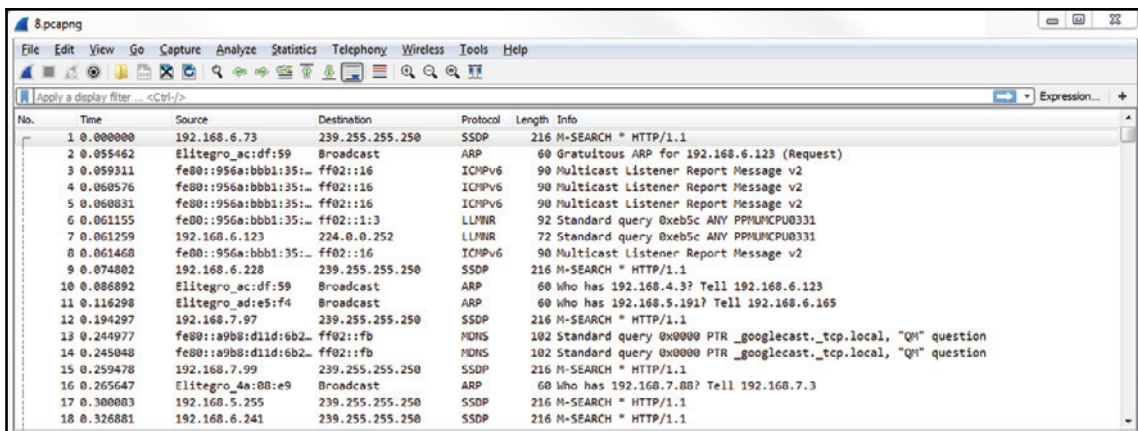 8.pcapng
File Edit View Go Capture Analyze Statistics Telephony Wireless Tools Help
Apply a display filter ... <Ctrl-/> Expression... +
No. Time Source Destination Protocol Length Info
1 0.000000 192.168.6.73 239.255.255.250 SSDP 216 M-SEARCH * HTTP/1.1
2 0.055462 Elitegro_ac:df:59 Broadcast ARP 60 Gratuitous ARP for 192.168.6.123 (Request)
3 0.059311 fe80::956a:bbb1:35:… ff02::16 ICMPv6 90 Multicast Listener Report Message v2
4 0.060576 fe80::956a:bbb1:35:… ff02::16 ICMPv6 90 Multicast Listener Report Message v2
5 0.060831 fe80::956a:bbb1:35:… ff02::16 ICMPv6 90 Multicast Listener Report Message v2
6 0.061155 fe80::956a:bbb1:35:… ff02::1:3 LLMNR 92 Standard query 0xeb5c ANY PPMUMCPU0331
7 0.061259 192.168.6.123 224.0.0.252 LLMNR 72 Standard query 0xeb5c ANY PPMUMCPU0331
8 0.061468 fe80::956a:bbb1:35:… ff02::16 ICMPv6 90 Multicast Listener Report Message v2
9 0.074802 192.168.6.228 239.255.255.250 SSDP 216 M-SEARCH * HTTP/1.1
10 0.086892 Elitegro_ac:df:59 Broadcast ARP 60 Who has 192.168.4.3? Tell 192.168.6.123
11 0.116298 Elitegro_ad:e5:f4 Broadcast ARP 60 Who has 192.168.5.191? Tell 192.168.6.165
12 0.194297 192.168.7.97 239.255.255.250 SSDP 216 M-SEARCH * HTTP/1.1
13 0.244977 fe80::a9b8:d11d:6b2… ff02::fb MDNS 102 Standard query 0x0000 PTR _googlecast._tcp.local, "QM" question
14 0.245048 fe80::a9b8:d11d:6b2… ff02::fb MDNS 102 Standard query 0x0000 PTR _googlecast._tcp.local, "QM" question
15 0.259478 192.168.7.99 239.255.255.250 SSDP 216 M-SEARCH * HTTP/1.1
16 0.265647 Elitegro_4a:08:e9 Broadcast ARP 60 Who has 192.168.7.88? Tell 192.168.7.3
17 0.300083 192.168.5.255 239.255.255.250 SSDP 216 M-SEARCH * HTTP/1.1
18 0.326881 192.168.6.241 239.255.255.250 SSDP 216 M-SEARCH * HTTP/1.1